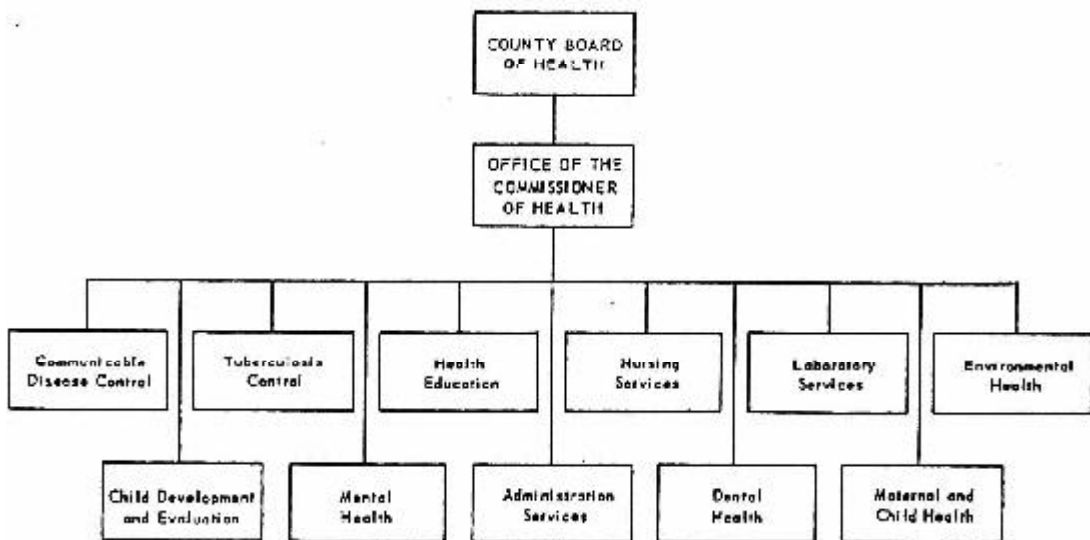 COUNTY BOARD
OF HEALTH
OFFICE OF THE
COMMISSIONER
OF HEALTH
Communicable
Disease Control
Tuberculosis
Control
Health
Education
Nursing
Services
Laboratory
Services
Environmental
Health
Child Development
and Evaluation
Mental
Health
Administration
Services
Dental
Health
Maternal and
Child Health